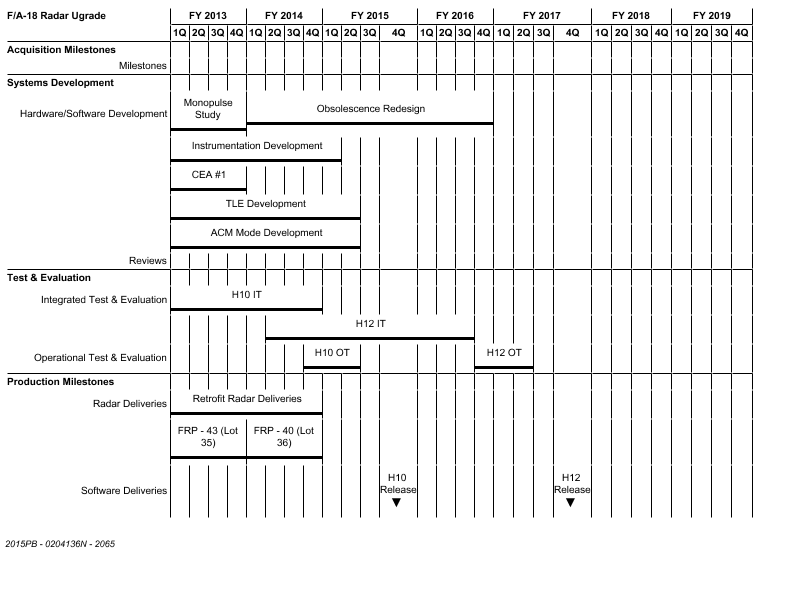 F/A-18 Radar Ugrade FY 2013 FY 2014 FY 2015 FY 2016 FY 2017 FY 2018 FY 2019
1Q 2Q 3Q 4Q 1Q 2Q 3Q 4Q 1Q 2Q 3Q 4Q 1Q 2Q 3Q 4Q 1Q 2Q 3Q 4Q 1Q 2Q 3Q 4Q 1Q 2Q 3Q 4Q
Acquisition Milestones
Milestones
Systems Development
Hardware/Software Development
Monopulse
Study
Obsolescence Redesign
Instrumentation Development
CEA #1
TLE Development
ACM Mode Development
Reviews
Test & Evaluation
Integrated Test & Evaluation
H10 IT
H12 IT
Operational Test & Evaluation
H10 OT
H12 OT
Production Milestones
Radar Deliveries
Retrofit Radar Deliveries
FRP - 43 (Lot
35)
FRP - 40 (Lot
36)
Software Deliveries
H10
Release
H12
Release
2015PB - 0204136N - 2065